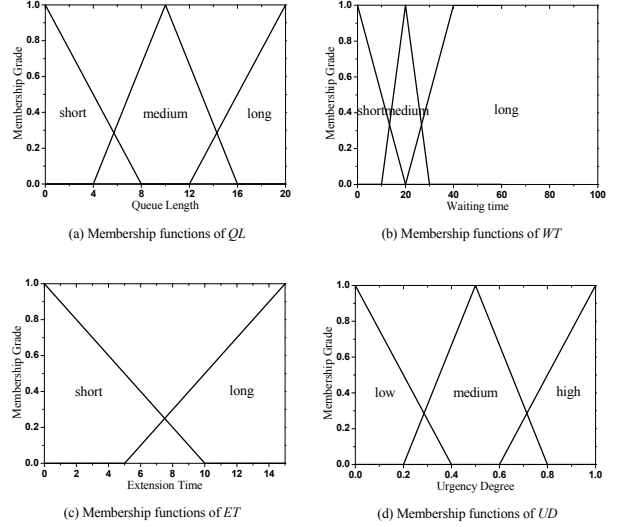 1.0
0.8
0.6
0.4
0.2
0.0
Membership Grade
short
medium
long
0 4 8 12 16 20
Queue Length
(a) Membership functions of QL
1.0
0.8
0.6
0.4
0.2
0.0
Membership Grade
short
medium
long
0 20 40 60 80 100
Waiting time
(b) Membership functions of WT
1.0
0.8
0.6
0.4
0.2
0.0
Membership Grade
short
long
0 2 4 6 8 10 12 14
Extension Time
(c) Membership functions of ET
1.0
0.8
0.6
0.4
0.2
0.0
Membership Grade
low
medium
high
0.0 0.2 0.4 0.6 0.8 1.0
Urgency Degree
(d) Membership functions of UD